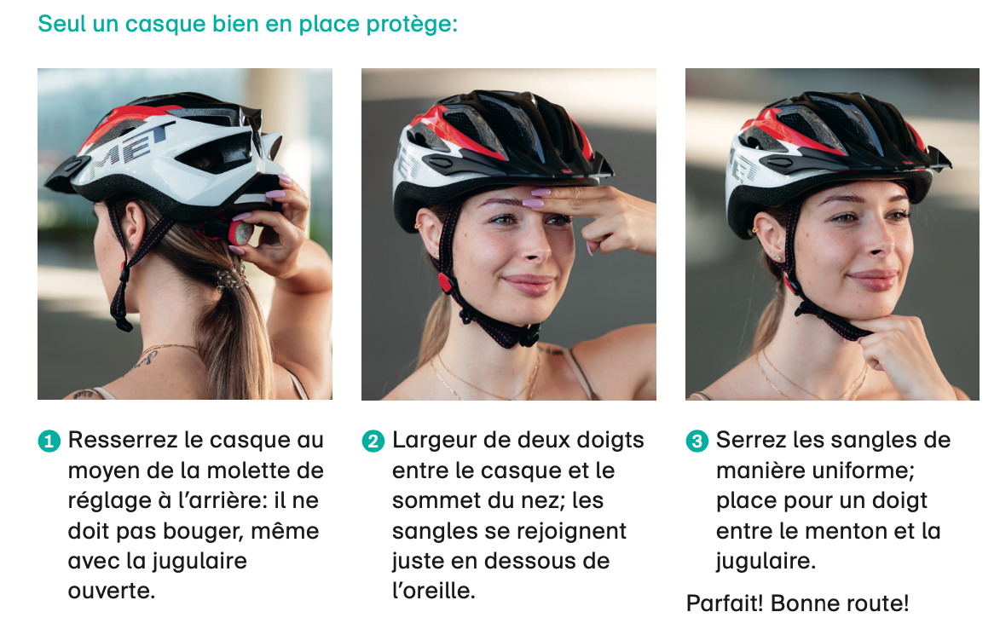 Seul un casque bien en place protège:
MET
1 Resserrez le casque au
moyen de la molette de
réglage à l’arrière: il ne
doit pas bouger, même
avec la jugulaire
ouverte.
2 Largeur de deux doigts
entre le casque et le
sommet du nez; les
sangles se rejoignent
juste en dessous de
l’oreille.
3 Serrez les sangles de
manière uniforme;
place pour un doigt
entre le menton et la
jugulaire.
Parfait! Bonne route!